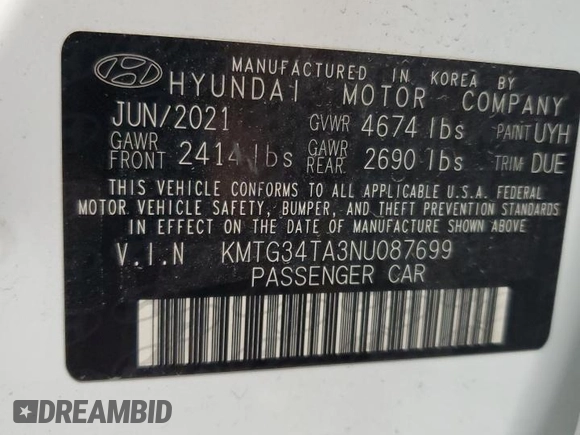 MANUFACTURED IN KOREA BY
HYUNDAI MOTOR COMPANY
JUN/2021 GVWR 4674 lbs PAINT UYH
GAWR FRONT 2414 lbs GAWR REAR. 2690 lbs TRIM DUE
THIS VEHICLE CONFORMS TO ALL APPLICABLE U.S.A. FEDERAL
MOTOR VEHICLE SAFETY, BUMPER, AND THEFT PREVENTION STANDARDS
IN EFFECT ON THE DATE OF MANUFACTURE SHOWN ABOVE.
V.I.N KMTG34TA3NU087699
PASSENGER CAR
DREAMBID